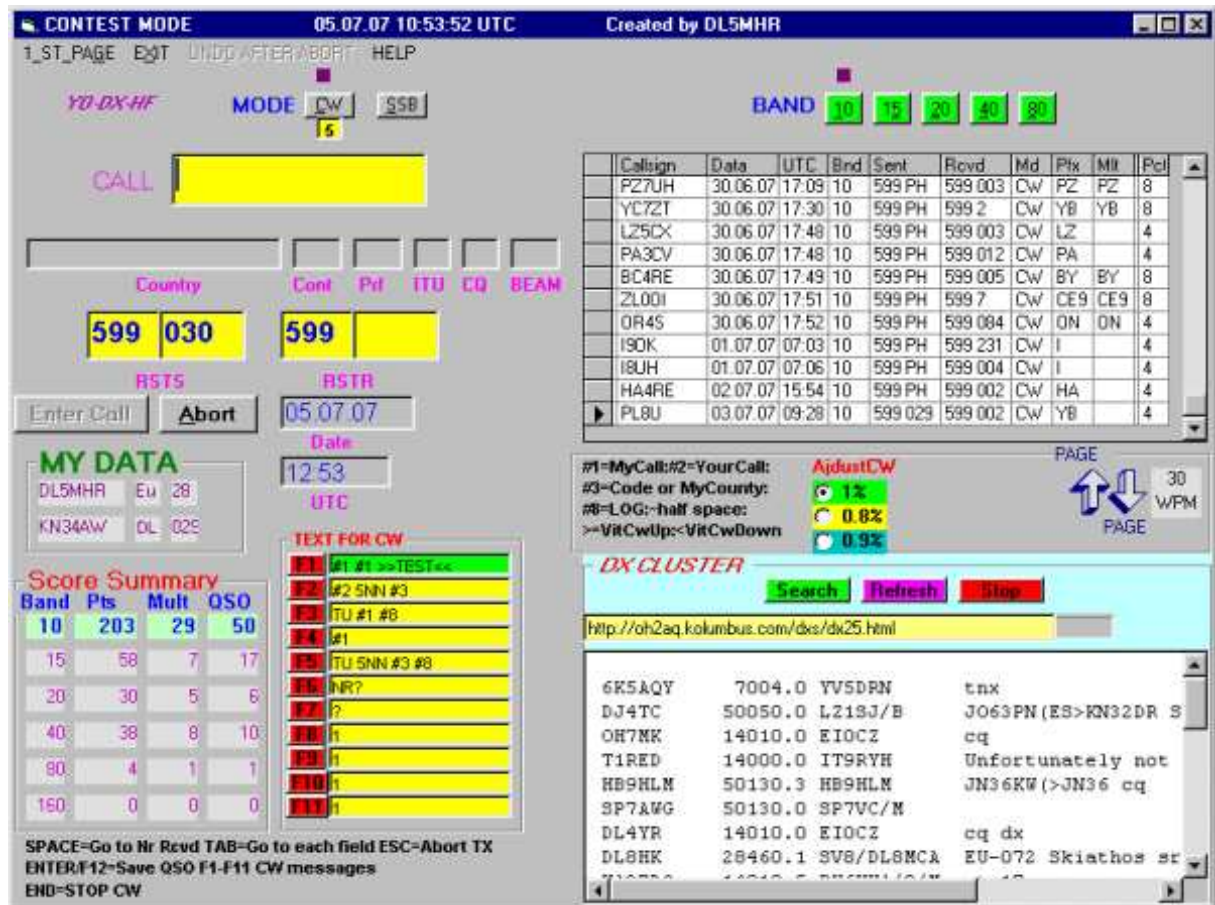 CONTEST MODE 05.07.07 10:53:52 UTC Created by DL5MHR
1_ST_PAGE EXIT UNDO AFTER ABORT HELP
YO-DX-HF MODE CW SSB BAND 10 15 20 40 80
5
CALL
Country Cont Prf ITU CQ BEAM
599 030 599
RSTS RSTR
Enter Call Abort 05.07.07
Date
12:53
UTC
MY DATA
DL5MHR Eu 28
KN34AW DL 029
Score Summary
Band Pts Mult QSO
10 203 29 50
15 58 7 17
20 30 5 6
40 38 8 10
80 4 1 1
160 0 0 0
TEXT FOR CW
F1 #1 #1 >>TEST<<
F2 #2 5NN #3
F3 TU #1 #8
F4 #1
F5 TU 5NN #3 #8
F6 NR?
F7 ?
F8 1
F9 1
F10 1
F11 1
SPACE=Go to Nr Rcvd TAB=Go to each field ESC=Abort TX
ENTER/F12=Save QSO F1-F11 CW messages
END=STOP CW
Callsign Data UTC Bnd Sent Rcvd Md Pfx Mlt Pct
PZ7UH 30.06.07 17:09 10 599 PH 599 003 CW PZ PZ 8
YC7ZT 30.06.07 17:30 10 599 PH 599 2 CW YB YB 8
LZ5CX 30.06.07 17:48 10 599 PH 599 003 CW LZ 4
PA3CV 30.06.07 17:48 10 599 PH 599 012 CW PA 4
BC4RE 30.06.07 17:49 10 599 PH 599 005 CW BY BY 8
ZL00I 30.06.07 17:51 10 599 PH 599 7 CW CE9 CE9 8
OR4S 30.06.07 17:52 10 599 PH 599 084 CW ON ON 4
I9OK 01.07.07 07:03 10 599 PH 599 231 CW I 4
I8UH 01.07.07 07:06 10 599 PH 599 004 CW I 4
HA4RE 02.07.07 15:54 10 599 PH 599 002 CW HA 4
PL8U 03.07.07 09:28 10 599 029 599 002 CW YB 4
#1=MyCall:#2=YourCall:
#3=Code or MyCounty:
#8=LOG:~half space:
>=VitCwUp:<VitCwDown
AjdustCW
1%
0.8%
0.9%
PAGE
PAGE
30
WPM
DX CLUSTER
Search Refresh Stop
http://oh2aq.kolumbus.com/dxs/dx25.html
6K5AQY 7004.0 YV5DRN tnx
DJ4TC 50050.0 LZ1SJ/B JO63PN(ES>KN32DR S
OH7MK 14010.0 EI0CZ cq
T1RED 14000.0 IT9RYH Unfortunately not
HB9HLM 50130.3 HB9HLM JN36KW(>JN36 cq
SP7AWG 50130.0 SP7VC/M
DL4YR 14010.0 EI0CZ cq dx
DL8HK 28460.1 SV8/DL8MCA EU-072 Skiathos sr